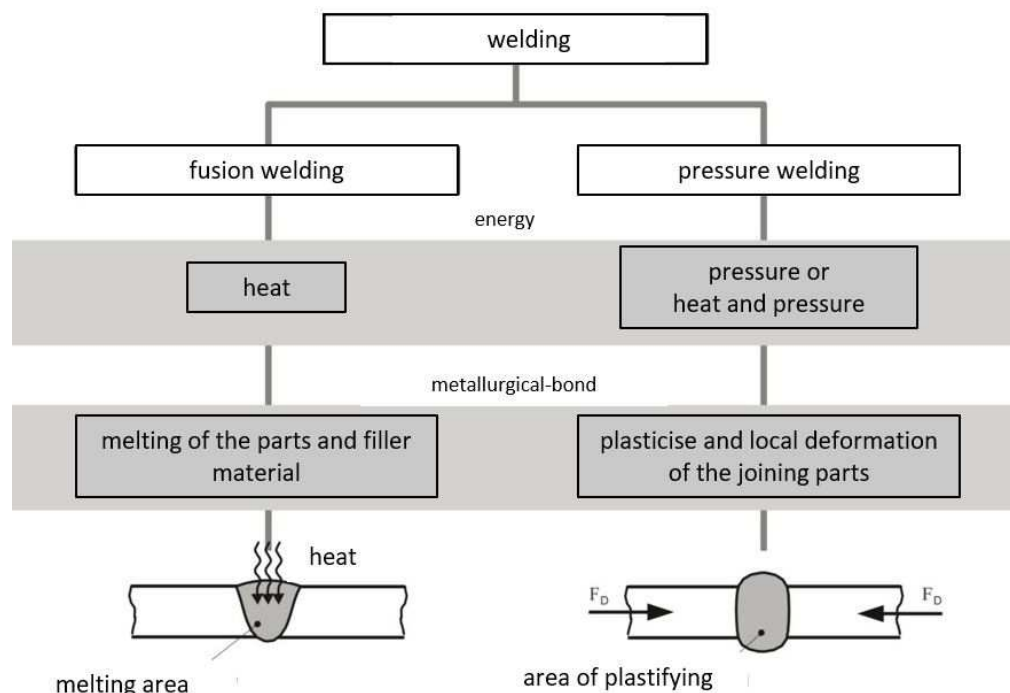 welding
fusion welding
pressure welding
energy
heat
pressure or
heat and pressure
metallurgical-bond
melting of the parts and filler
material
plasticise and local deformation
of the joining parts
heat
F_D
F_D
melting area
area of plastifying